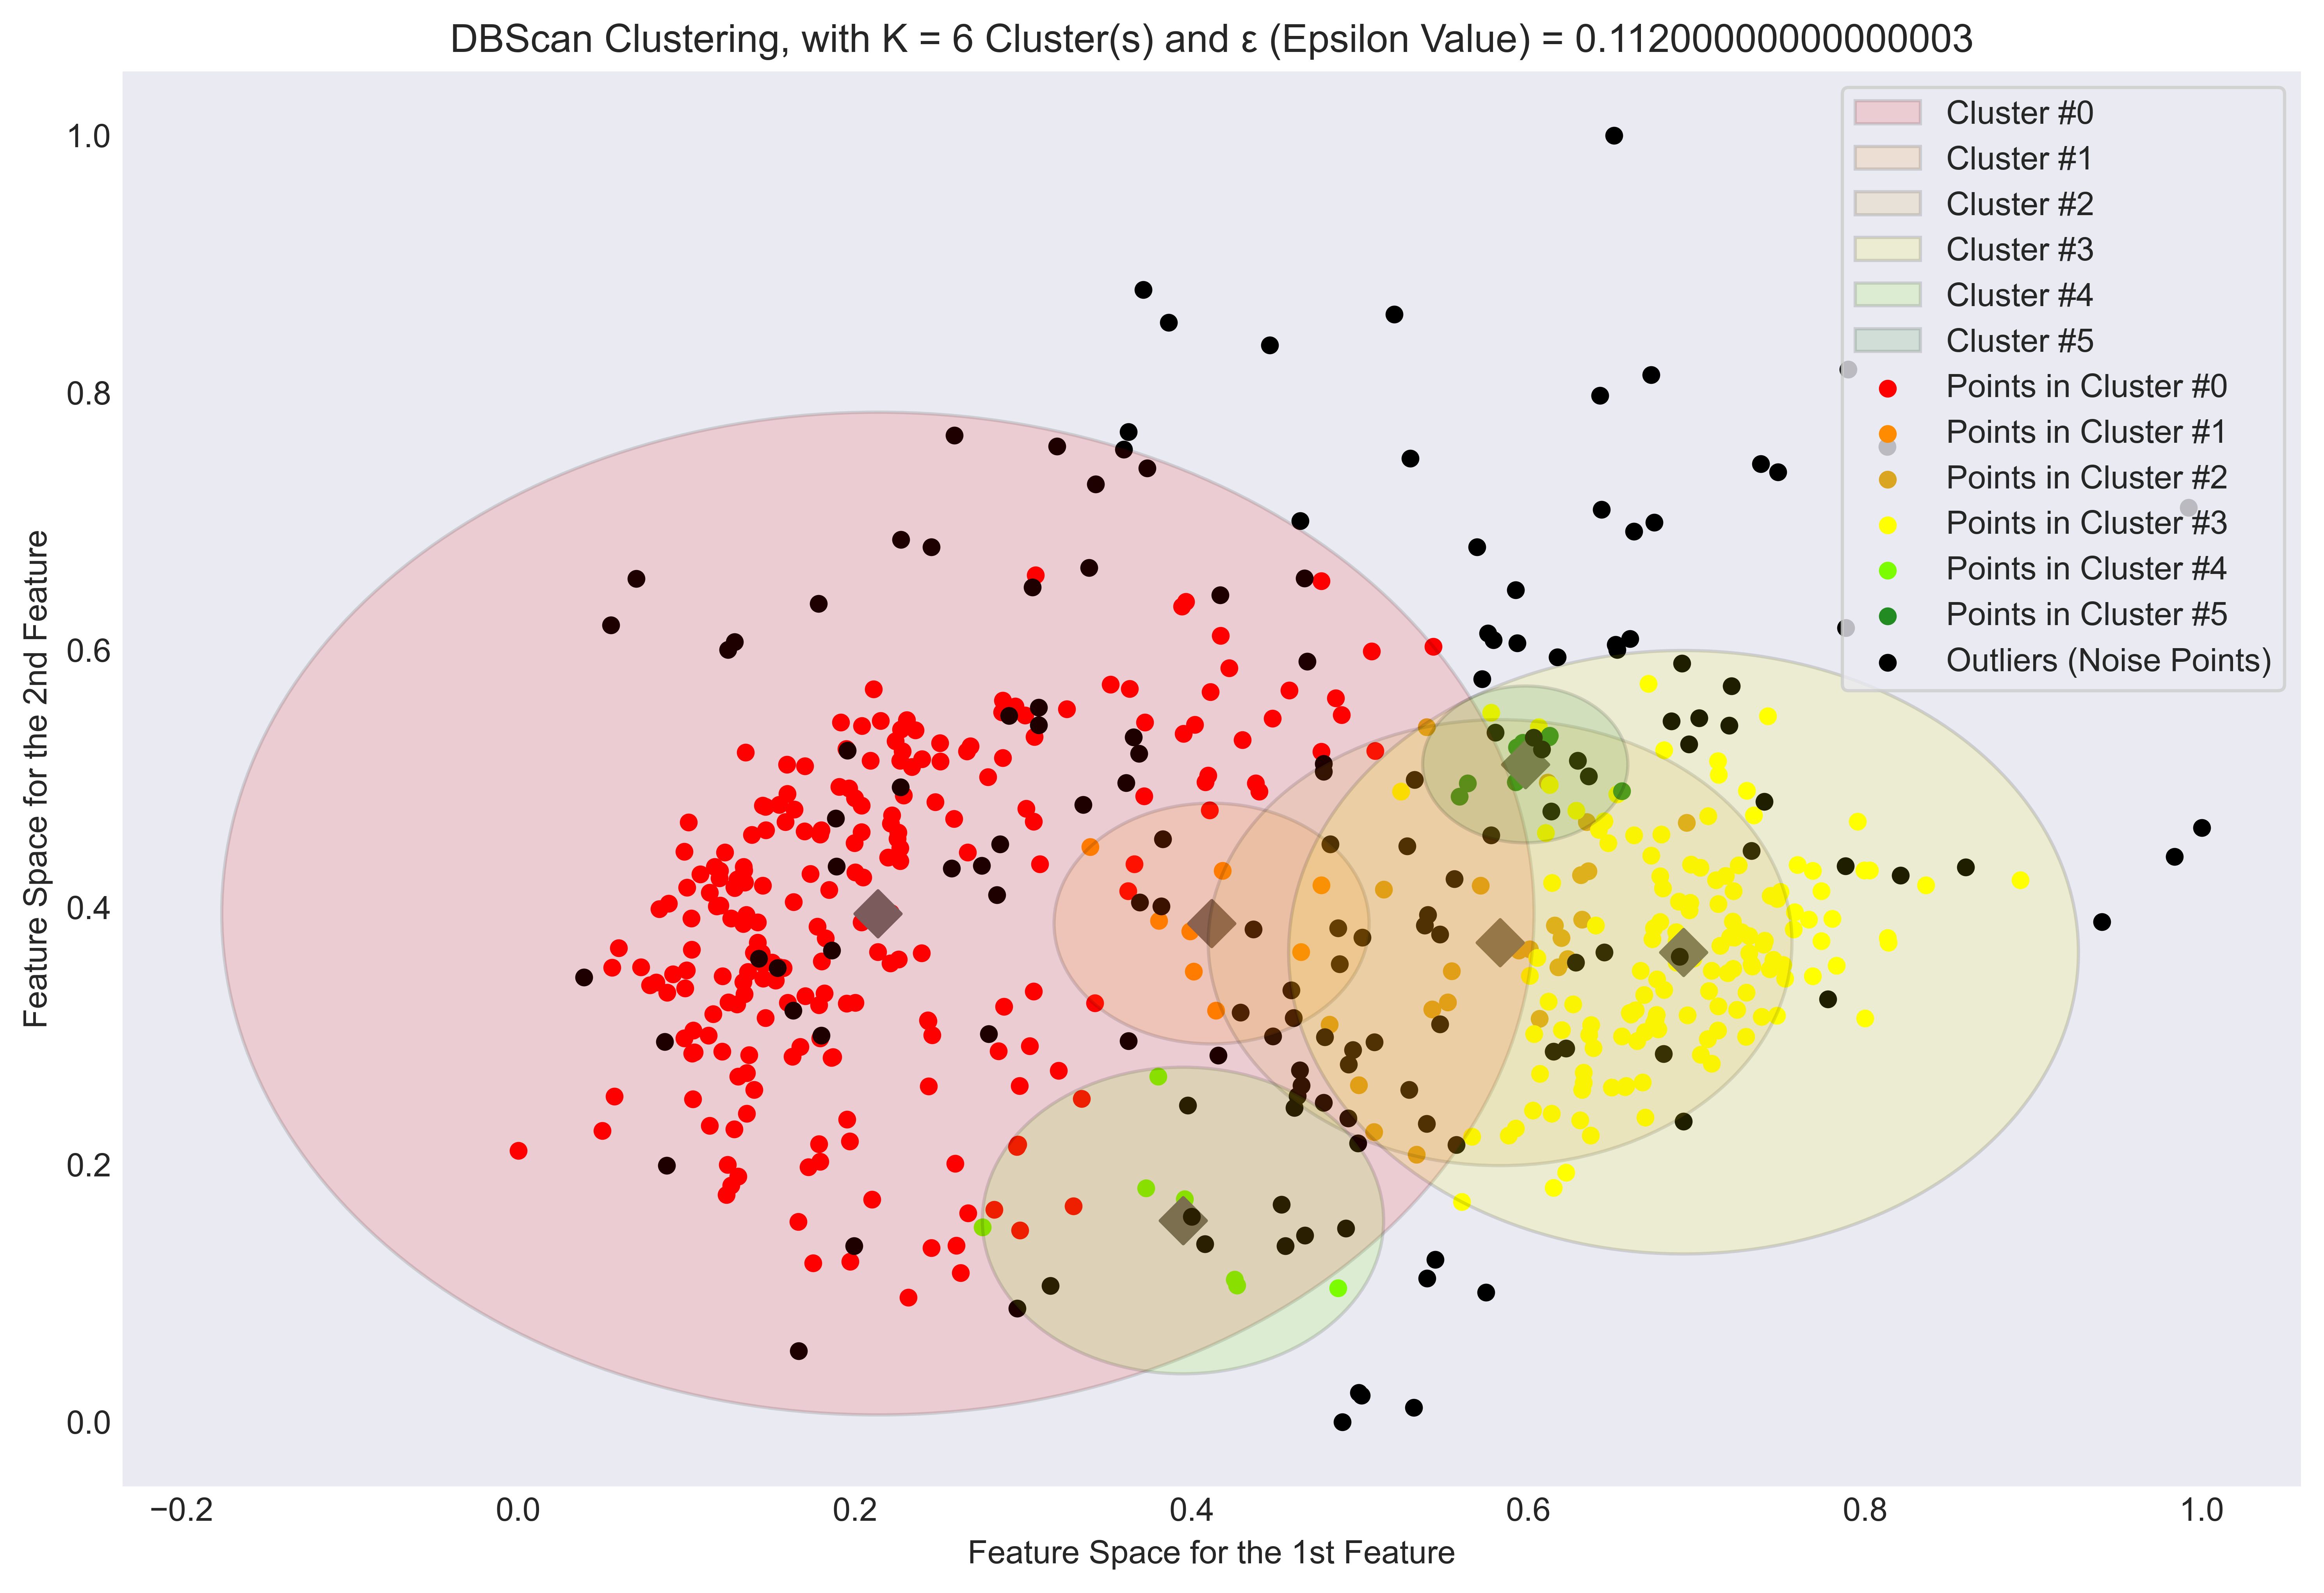 DBScan Clustering, with K = 6 Cluster(s) and ε (Epsilon Value) = 0.11200000000000003
Cluster #0
Cluster #1
Cluster #2
Cluster #3
Cluster #4
Cluster #5
Points in Cluster #0
Points in Cluster #1
Points in Cluster #2
Points in Cluster #3
Points in Cluster #4
Points in Cluster #5
Outliers (Noise Points)
Feature Space for the 2nd Feature
1.0
0.8
0.6
0.4
0.2
0.0
−0.2 0.0 0.2 0.4 0.6 0.8 1.0
Feature Space for the 1st Feature